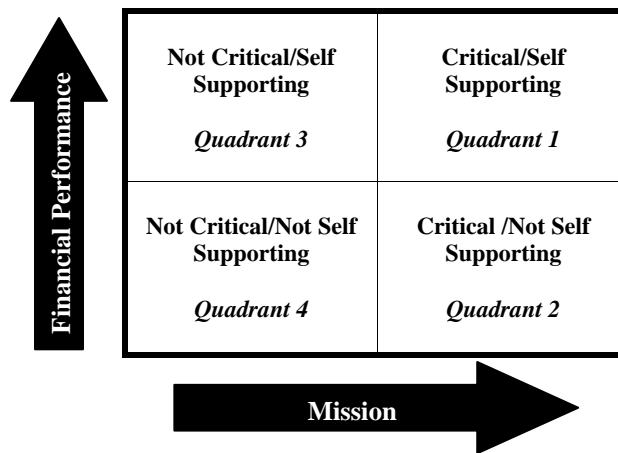 Financial Performance
Not Critical/Self
Supporting
Quadrant 3
Critical/Self
Supporting
Quadrant 1
Not Critical/Not Self
Supporting
Quadrant 4
Critical /Not Self
Supporting
Quadrant 2
Mission